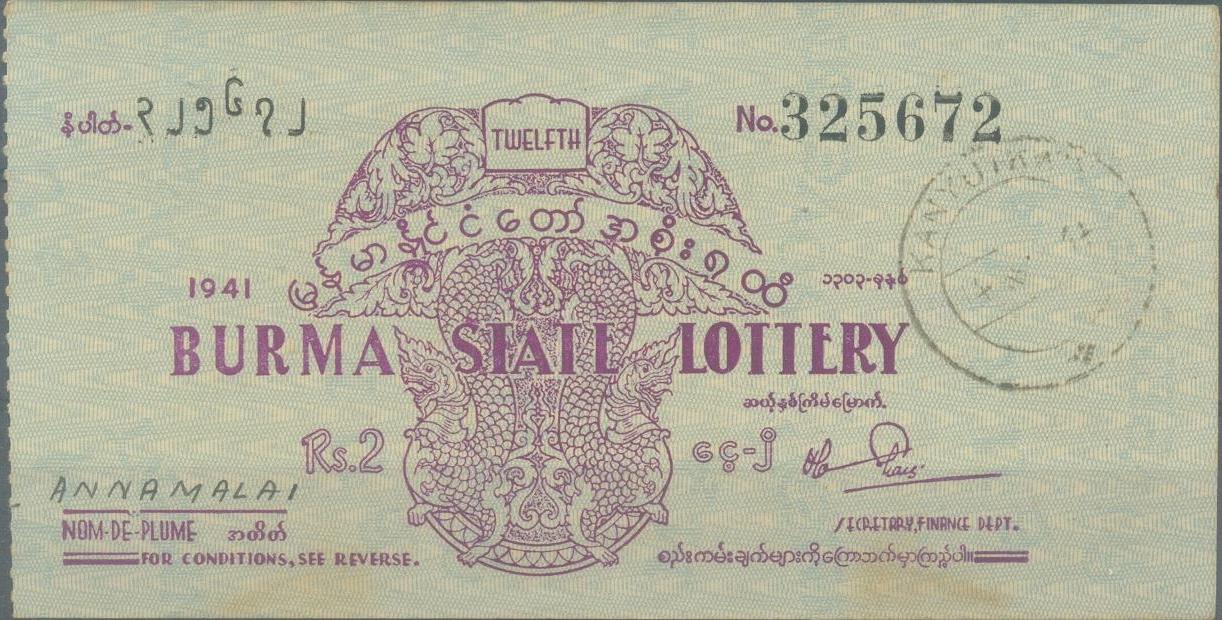 နံပါတ်-၃၂၅၆၇၂
No. 325672
TWELFTH
မြန်မာနိုင်ငံတော်အစိုးရထီ
1941
၁၃၀၃-ခုနှစ်
BURMA STATE LOTTERY
ဆယ့်နှစ်ကြိမ်မြောက်.
Rs.2
ငွေ-၂ိ
ANNAMALAI
NOM-DE-PLUME အတိတ်
SECRETARY, FINANCE DEPT.
FOR CONDITIONS, SEE REVERSE.
စည်းကမ်းချက်များကိုကြောဘက်မှာကြည့်ပါ။